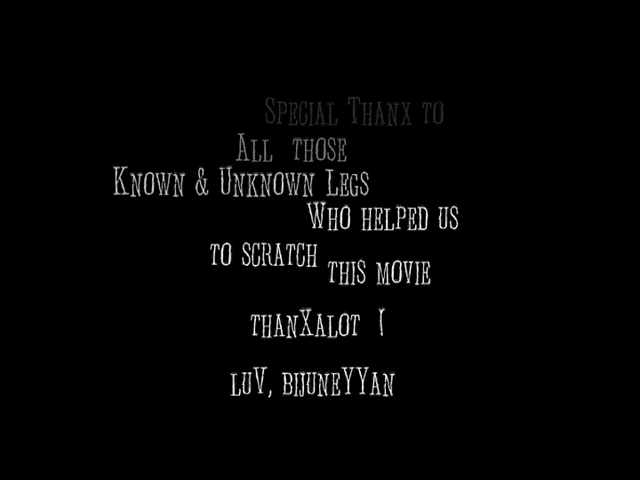 Special Thanx to
All those
Known & Unknown Legs
Who helped us
to scratch
this movie
thanXalot !
luV, bijuneYYan